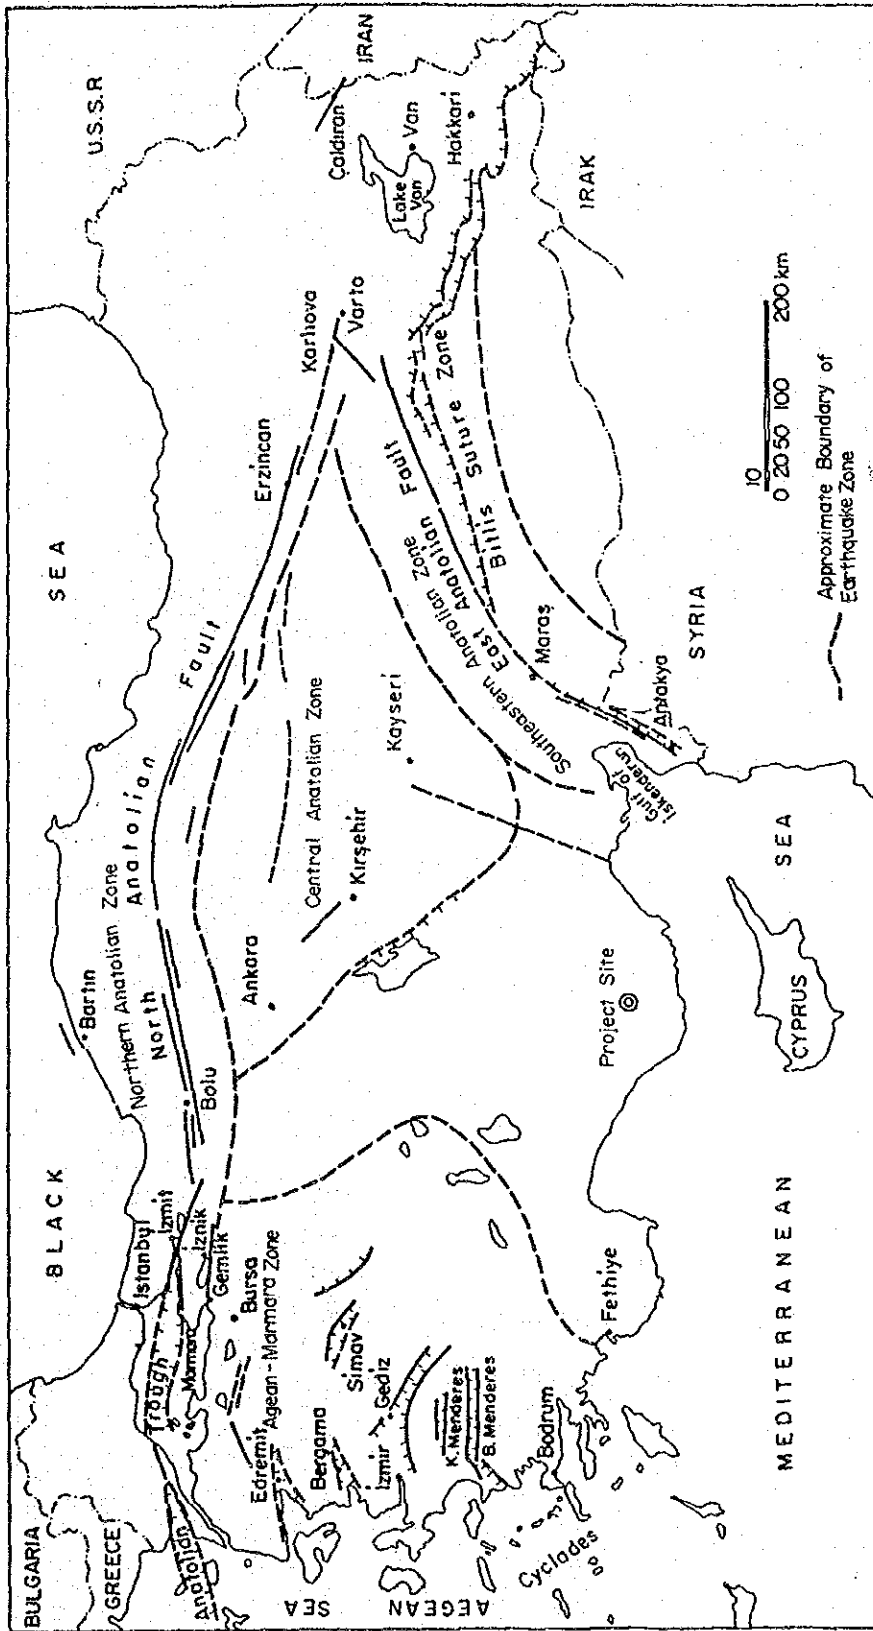 BULGARIA
GREECE
BLACK
SEA
U.S.S.R
IRAN
Anatolian
Trough
Marmara
Istanbul
İzmit
İznik
Gemlik
Bursa
Agean-Marmara Zone
Edremit
Bergama
Simav
Gediz
İzmir
K. Menderes
B. Menderes
Bodrum
Cyclades
AEGEAN
SEA
Fethiye
Bartın
Northern Anatolian Zone
North
Anatolian
Fault
Bolu
Ankara
Kırşehir
Central Anatolian Zone
Kayseri
Erzincan
Karlıova
Varto
Çaldıran
Lake
Van
Van
Hakkari
Southeastern Anatolian Zone
East Anatolian Fault
Bitlis Suture Zone
Maraş
Antakya
Gulf of
İskenderun
Project Site
IRAK
SYRIA
CYPRUS
MEDITERRANEAN
SEA
10
0 20 50 100 200 km
Approximate Boundary of
Earthquake Zone